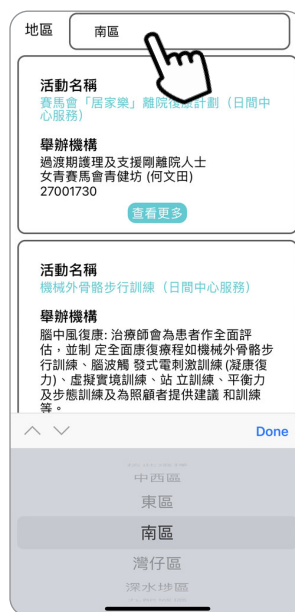 地區 南區
活動名稱
賽馬會「居家樂」離院復康計劃（日間中
心服務）
舉辦機構
過渡期護理及支援剛離院人士
女青賽馬會青健坊 (何文田)
27001730
查看更多
活動名稱
機械外骨骼步行訓練（日間中心服務）
舉辦機構
腦中風復康: 治療師會為患者作全面評
估，並制 定全面康復療程如機械外骨骼步
行訓練、腦波觸 發式電刺激訓練 (凝康復
力)、虛擬實境訓練、站 立訓練、平衡力
及步態訓練及為照顧者提供建議 和訓練
等。
Done
中西區
東區
南區
灣仔區
深水埗區